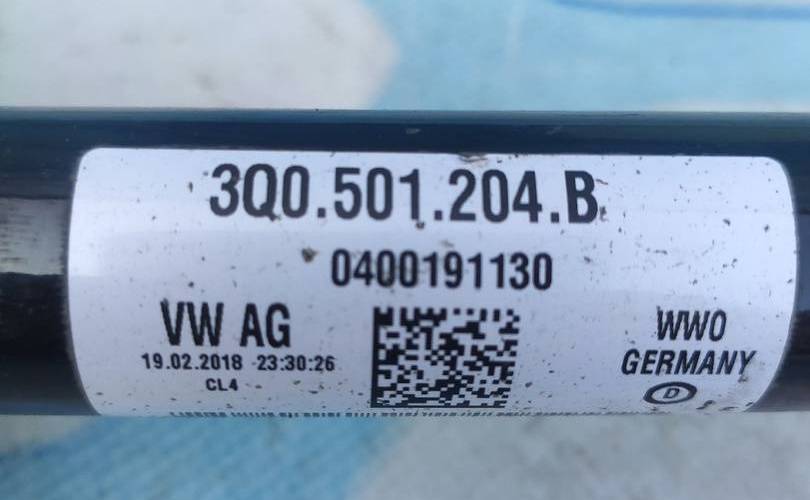 3Q0.501.204.B
0400191130
VW AG
19.02.2018 23:30:26
CL4
WWO
GERMANY
D